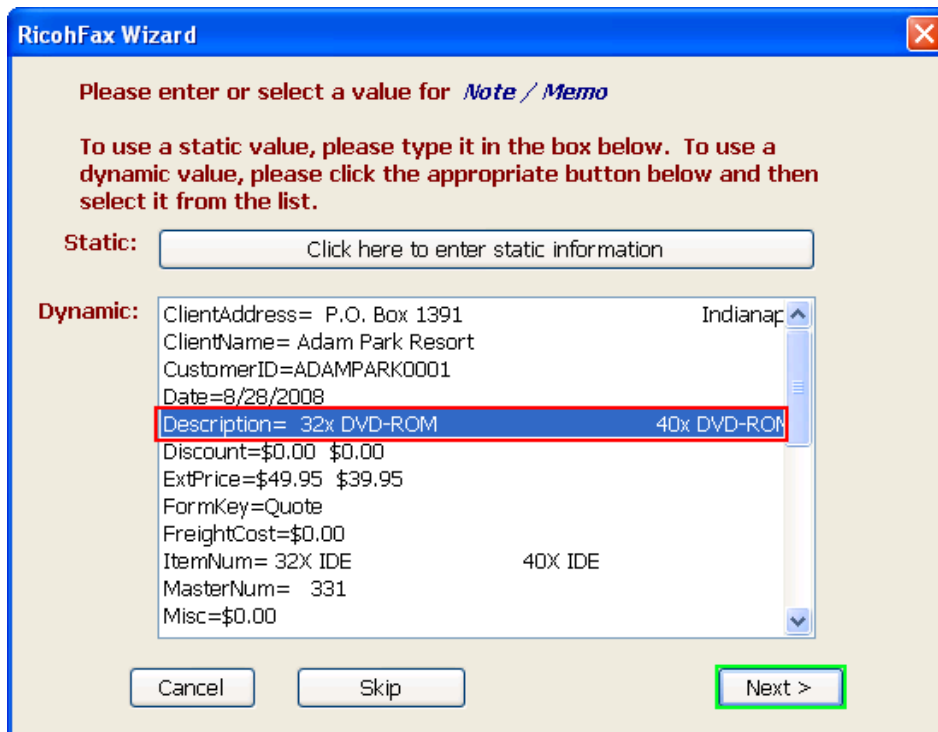 RicohFax Wizard
Please enter or select a value for Note / Memo
To use a static value, please type it in the box below. To use a
dynamic value, please click the appropriate button below and then
select it from the list.
Static: Click here to enter static information
Dynamic:
ClientAddress= P.O. Box 1391 Indianap
ClientName= Adam Park Resort
CustomerID=ADAMPARK0001
Date=8/28/2008
Description= 32x DVD-ROM 40x DVD-ROM
Discount=$0.00 $0.00
ExtPrice=$49.95 $39.95
FormKey=Quote
FreightCost=$0.00
ItemNum= 32X IDE 40X IDE
MasterNum= 331
Misc=$0.00
Cancel Skip Next >